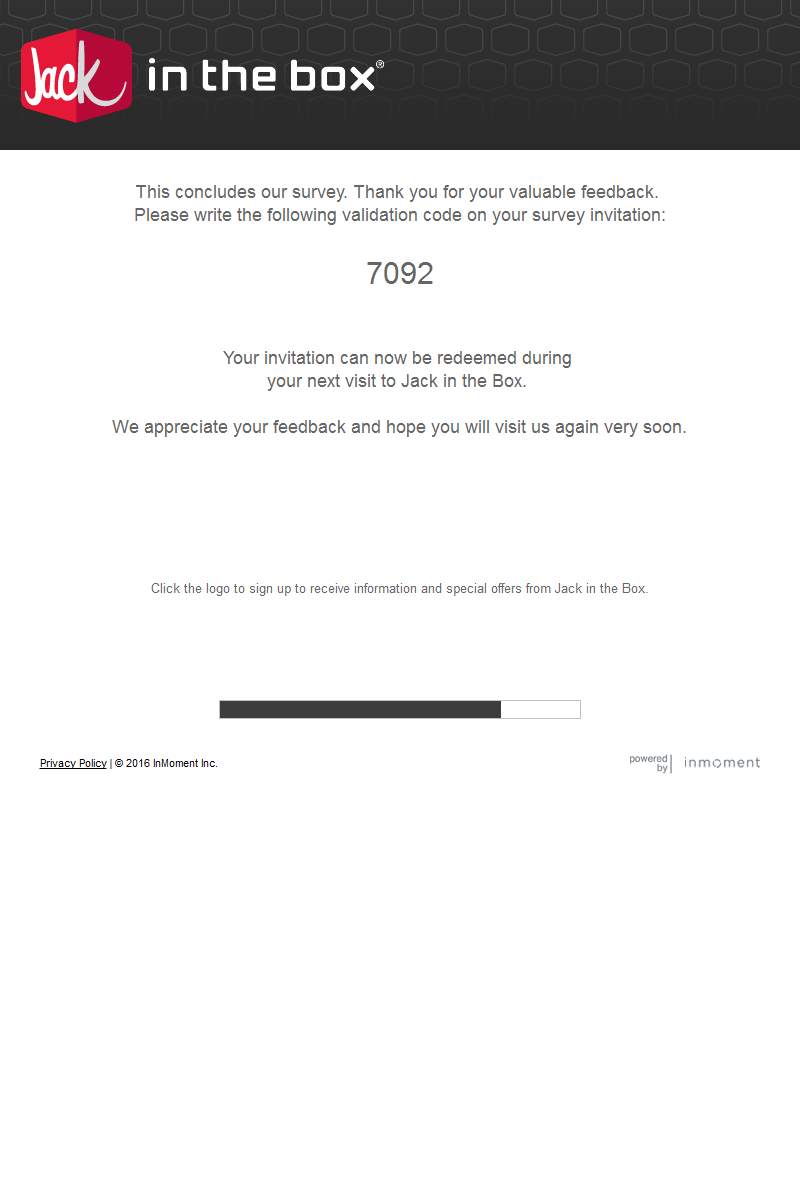 Jack in the box®
This concludes our survey. Thank you for your valuable feedback.
Please write the following validation code on your survey invitation:
7092
Your invitation can now be redeemed during
your next visit to Jack in the Box.
We appreciate your feedback and hope you will visit us again very soon.
Click the logo to sign up to receive information and special offers from Jack in the Box.
Privacy Policy | © 2016 InMoment Inc.
powered
by
inmoment